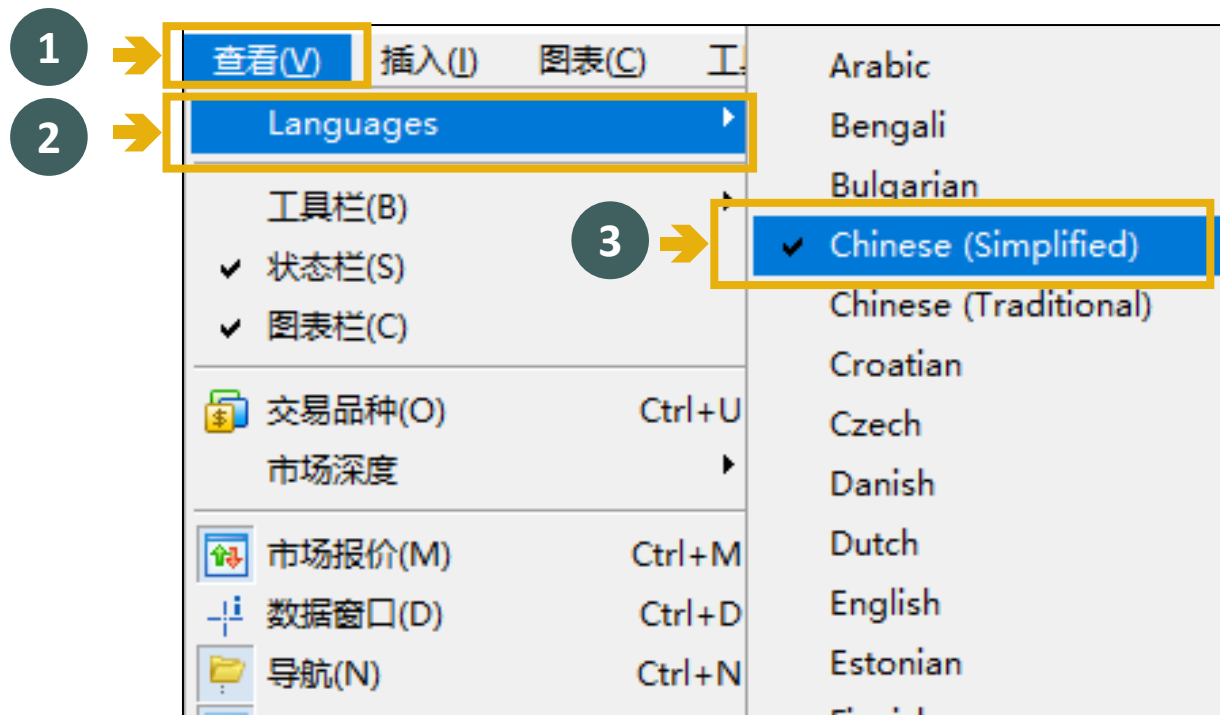 1
查看(V) 插入(I) 图表(C)
2
Languages
工具栏(B)
状态栏(S)
图表栏(C)
交易品种(O) Ctrl+U
市场深度
市场报价(M) Ctrl+M
数据窗口(D) Ctrl+D
导航(N) Ctrl+N
3
Arabic
Bengali
Bulgarian
Chinese (Simplified)
Chinese (Traditional)
Croatian
Czech
Danish
Dutch
English
Estonian